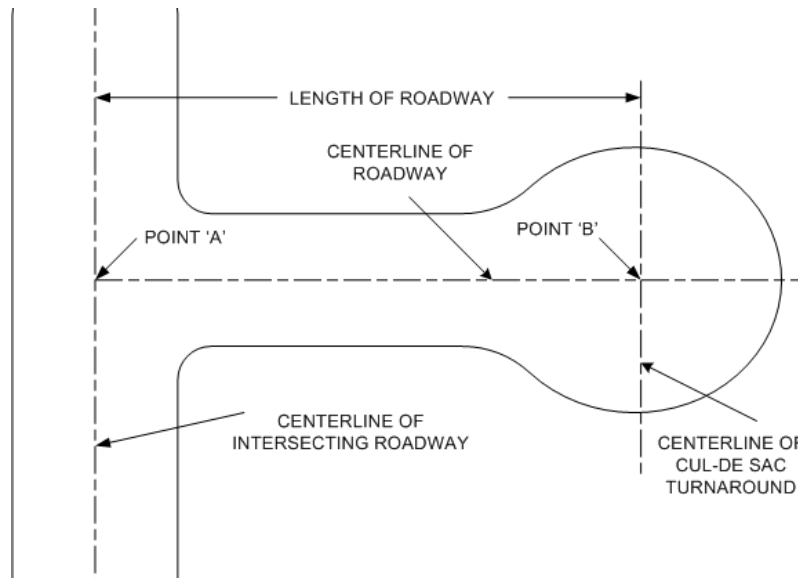 LENGTH OF ROADWAY
CENTERLINE OF
ROADWAY
POINT 'A'
POINT 'B'
CENTERLINE OF
INTERSECTING ROADWAY
CENTERLINE OF
CUL-DE SAC
TURNAROUND